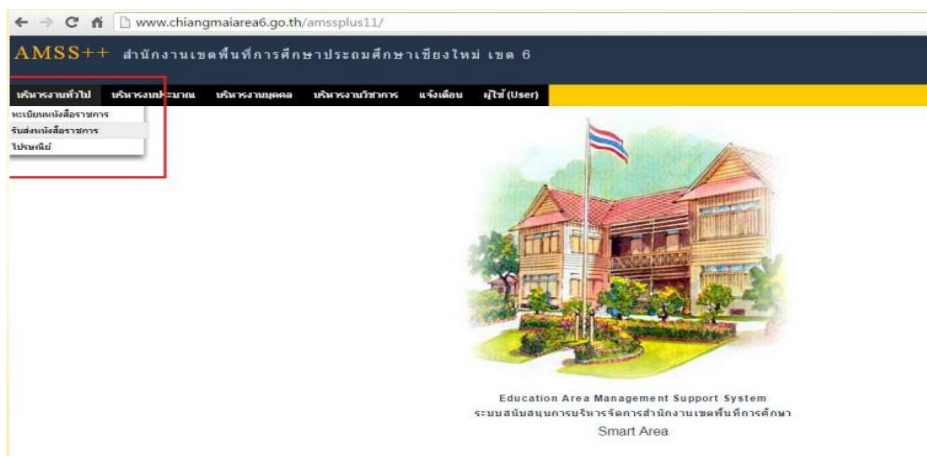 www.chiangmaiarea6.go.th/amssplus11/
AMSS++ สำนักงานเขตพื้นที่การศึกษาประถมศึกษาเชียงใหม่ เขต 6
บริหารงานทั่วไป บริหารงบประมาณ บริหารงานบุคคล บริหารงานวิชาการ แจ้งเตือน ผู้ใช้ (User)
ทะเบียนหนังสือราชการ
รับส่งหนังสือราชการ
ไปรษณีย์
Education Area Management Support System
ระบบสนับสนุนการบริหารจัดการสำนักงานเขตพื้นที่การศึกษา
Smart Area